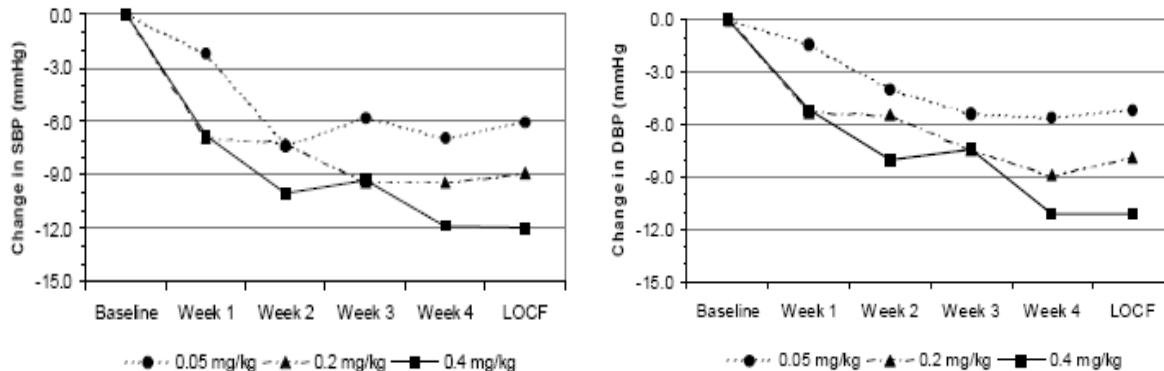 Change in SBP (mmHg)
0.0
-3.0
-6.0
-9.0
-12.0
-15.0
Baseline Week 1 Week 2 Week 3 Week 4 LOCF
0.05 mg/kg 0.2 mg/kg 0.4 mg/kg
Change in DBP (mmHg
0.0
-3.0
-6.0
-9.0
-12.0
-15.0
Baseline Week 1 Week 2 Week 3 Week 4 LOCF
0.05 mg/kg 0.2 mg/kg 0.4 mg/kg